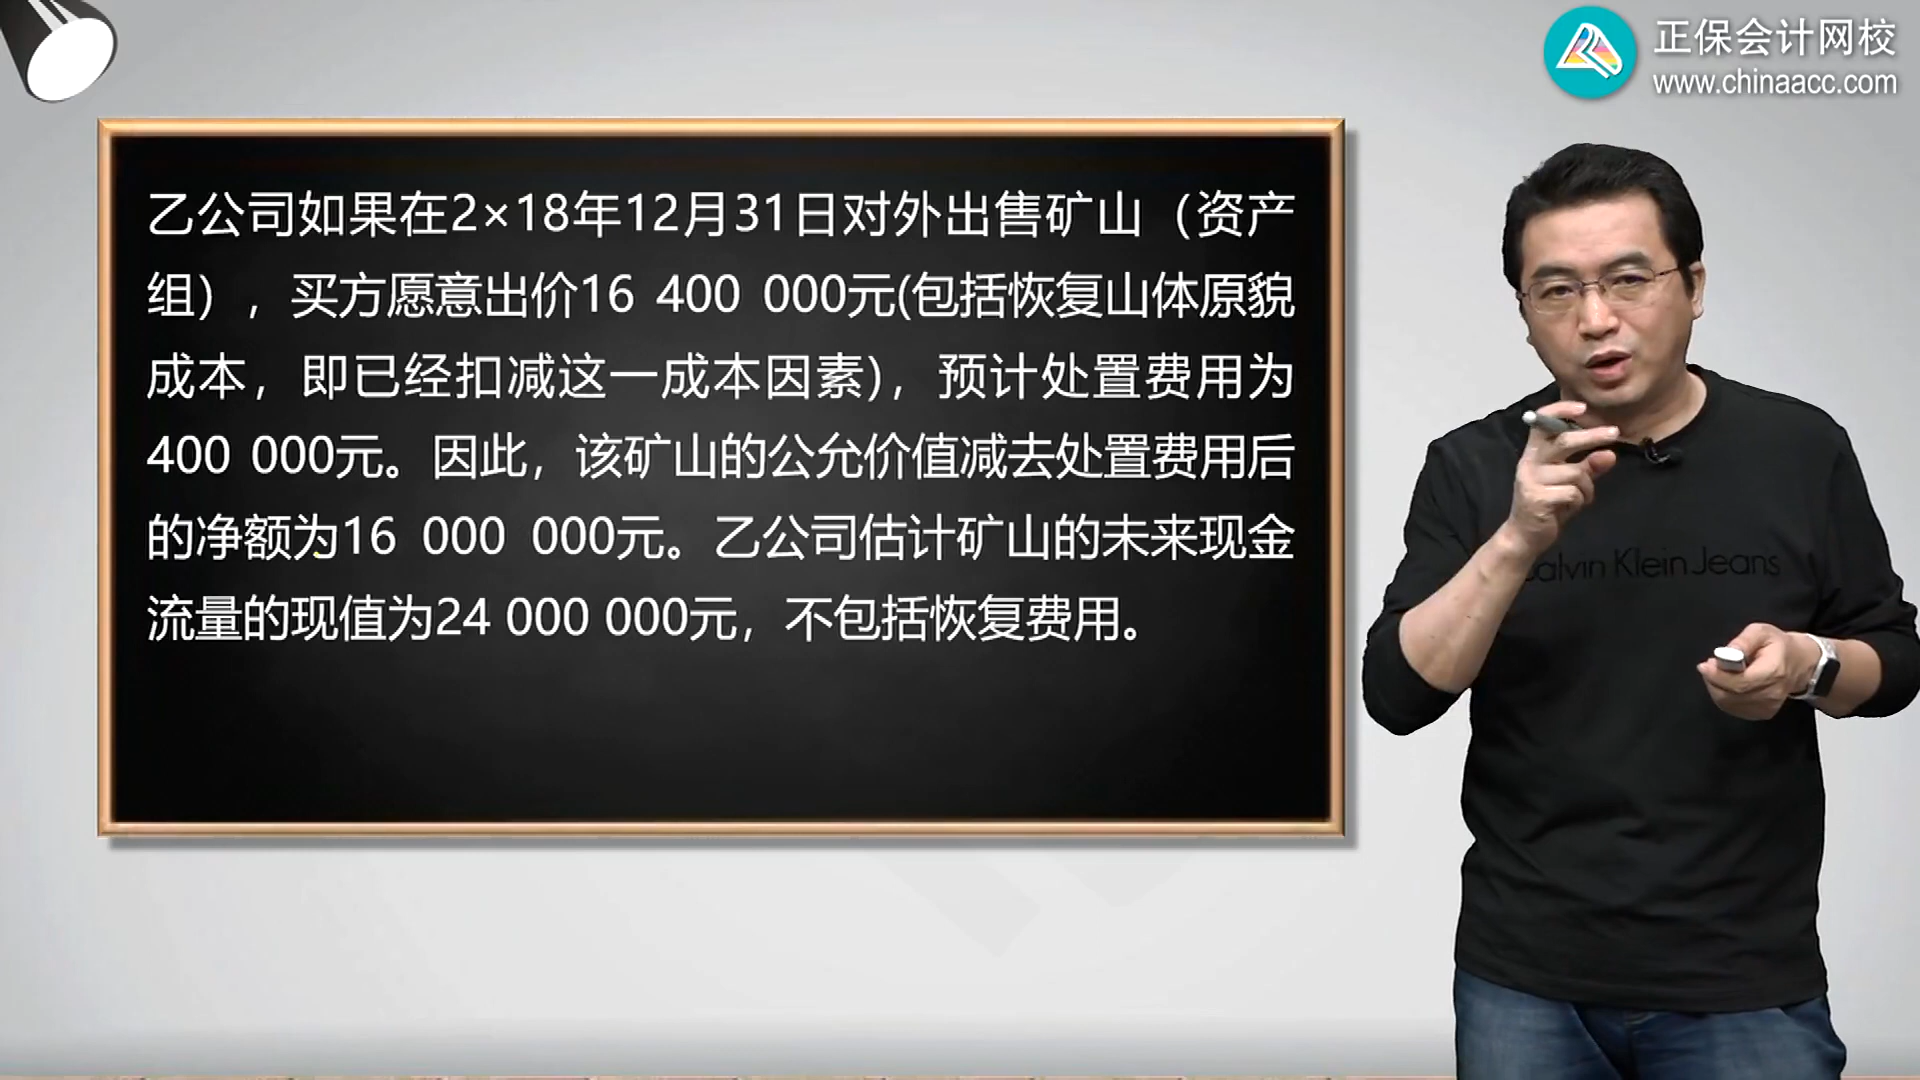 正保会计网校
www.chinaacc.com
乙公司如果在2×18年12月31日对外出售矿山（资产
组），买方愿意出价16 400 000元(包括恢复山体原貌
成本，即已经扣减这一成本因素)，预计处置费用为
400 000元。因此，该矿山的公允价值减去处置费用后
的净额为16 000 000元。乙公司估计矿山的未来现金
流量的现值为24 000 000元，不包括恢复费用。
Calvin Klein Jeans